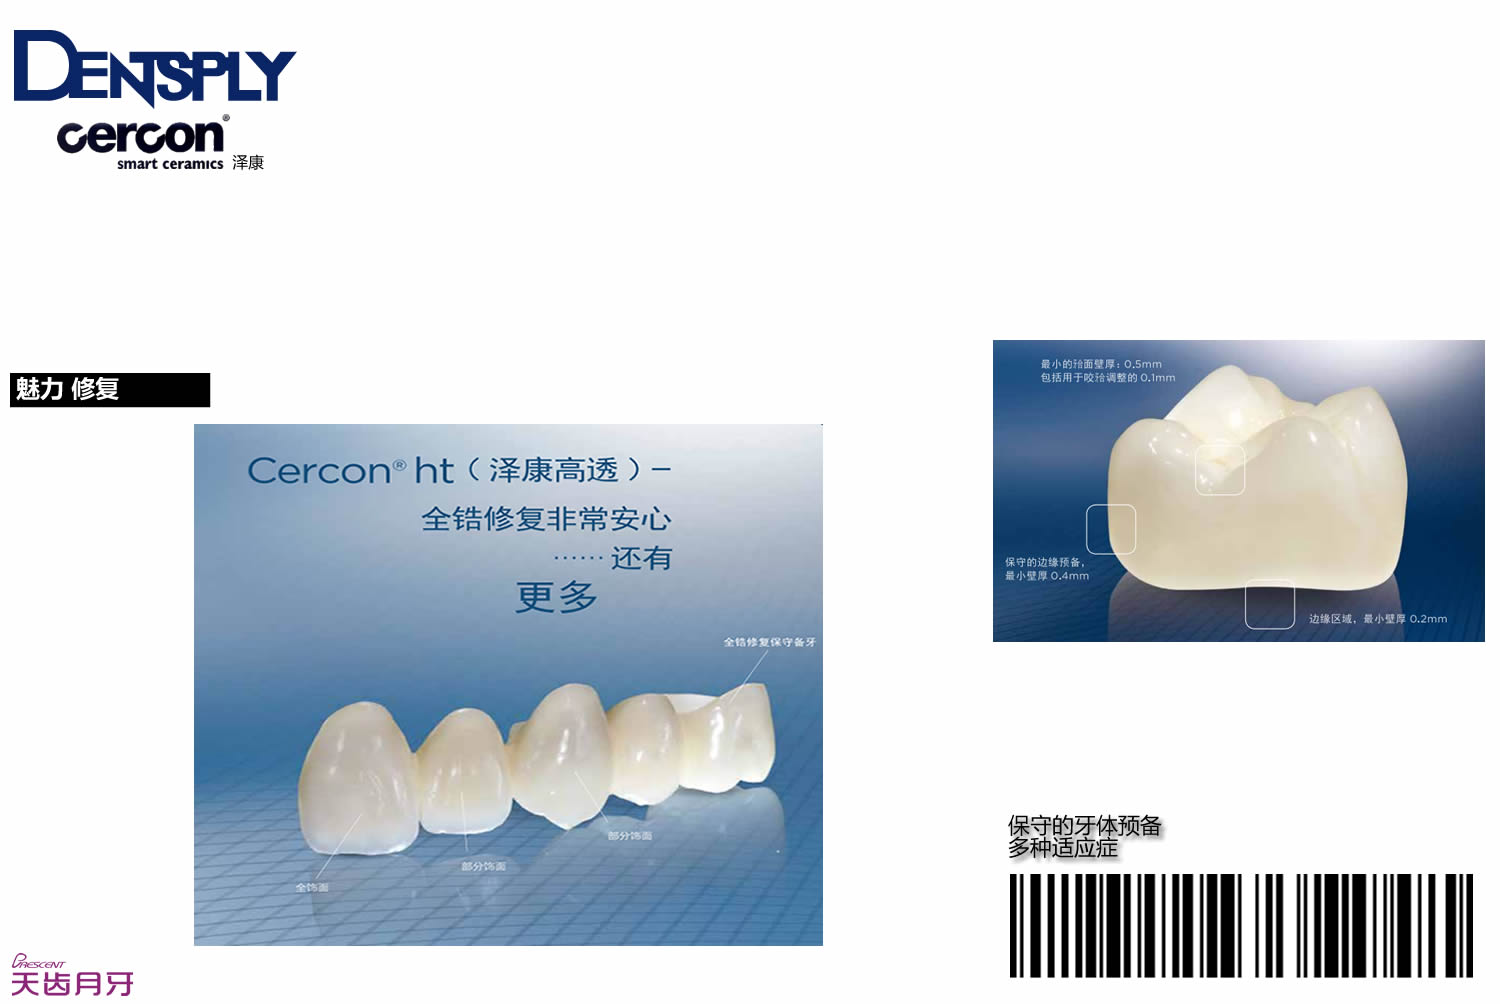 DENTSPLY
cercon®
smart ceramics 泽康
魅力 修复
Cercon® ht（泽康高透）—
全锆修复非常安心
……还有
更多
全锆修复保守备牙
部分饰面
部分饰面
全饰面
最小的𬌗面壁厚：0.5mm
包括用于咬𬌗调整的 0.1mm
保守的边缘预备，
最小壁厚 0.4mm
边缘区域，最小壁厚 0.2mm
保守的牙体预备
多种适应症
PRESCENT
天齿月牙